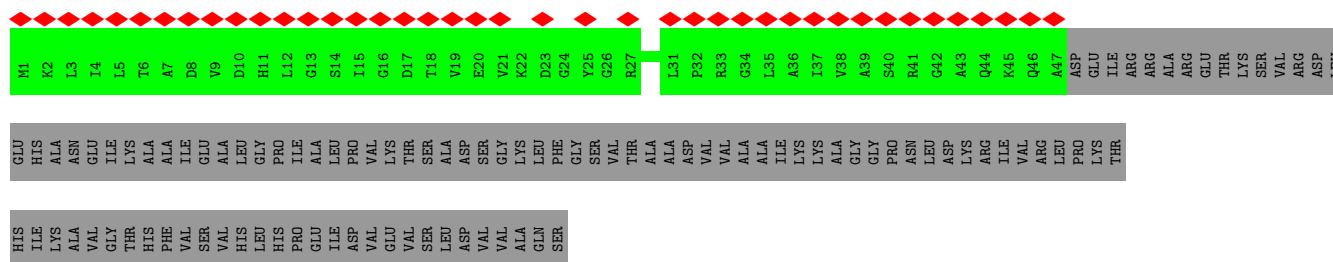 M1 K2 L3 I4 L5 T6 A7 D8 V9 D10 H11 L12 G13 S14 I15 G16 D17 T18 V19 E20 V21 K22 D23 G24 Y25 G26 R27 L31 P32 R33 G34 L35 A36 I37 V38 A39 S40 R41 G42 A43 Q44 K45 Q46 A47 ASP GLU ILE ARG ARG ALA ARG GLU THR LYS SER VAL ARG ASP LEU
GLU HIS ALA ASN GLU ILE LYS ALA ALA ILE GLU ALA LEU GLY PRO ILE ALA LEU PRO VAL LYS THR SER ALA ASP SER GLY LYS LEU PHE GLY SER VAL THR ALA ALA ASP VAL VAL ALA ALA ILE LYS LYS ALA GLY GLY PRO ASN LEU ASP LYS ARG ILE VAL ARG LEU PRO LYS THR
HIS ILE LYS ALA VAL GLY THR HIS PHE VAL SER VAL HIS LEU HIS PRO GLU ILE ASP VAL GLU VAL SER LEU ASP VAL VAL ALA GLN SER